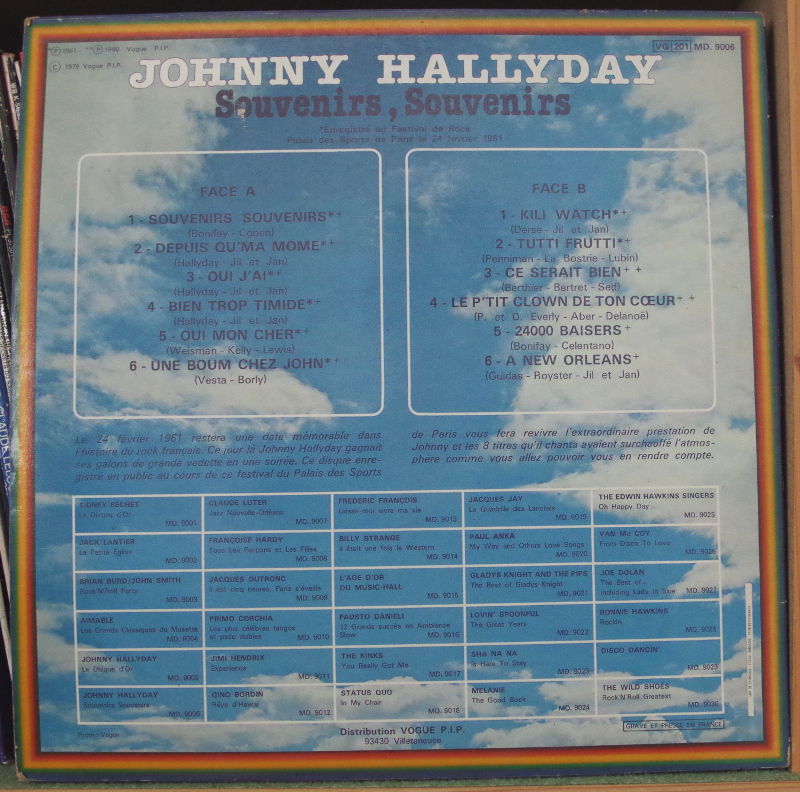 *Ⓟ1961 - **Ⓟ1960 Vogue P.I.P.
© 1979 Vogue P.I.P.
VG 201 MD. 9006
JOHNNY HALLYDAY
Souvenirs, Souvenirs
*Enregistré au Festival de Rock
Palais des Sports de Paris le 24 février 1961
FACE A
1 - SOUVENIRS SOUVENIRS*+
(Bonifay - Coben)
2 - DEPUIS QU'MA MOME*+
(Hallyday - Jil et Jan)
3 - OUI J'AI*+
(Hallyday - Jil et Jan)
4 - BIEN TROP TIMIDE*+
(Hallyday - Jil et Jan)
5 - OUI MON CHER*+
(Weisman - Kelly - Lewis)
6 - UNE BOUM CHEZ JOHN*+
(Vesta - Borly)
FACE B
1 - KILI WATCH*+
(Derse - Jil et Jan)
2 - TUTTI FRUTTI*+
(Penniman - La Bostrie - Lubin)
3 - CE SERAIT BIEN++
(Berthier - Bertret - Self)
4 - LE P'TIT CLOWN DE TON CŒUR++
(P. et D. Everly - Aber - Delanoë)
5 - 24000 BAISERS+
(Bonifay - Celentano)
6 - A NEW ORLEANS+
(Guidas - Royster - Jil et Jan)
Le 24 février 1961 restera une date mémorable dans
l'histoire du rock français. Ce jour là Johnny Hallyday gagnait
ses galons de grande vedette en une soirée. Ce disque enre-
gistré en public au cours de ce festival du Palais des Sports
de Paris vous fera revivre l'extraordinaire prestation de
Johnny et les 8 titres qu'il chanta avaient surchauffé l'atmos-
phère comme vous allez pouvoir vous en rendre compte.
SIDNEY BECHET
Le Disque d'Or
MD. 9001
CLAUDE LUTER
Jazz Nouvelle-Orléans
MD. 9007
FREDERIC FRANÇOIS
Laisse-moi vivre ma vie
MD. 9013
JACQUES JAY
Le Quadrille des Lanciers
MD. 9019
THE EDWIN HAWKINS SINGERS
Oh Happy Day
MD. 9025
JACK LANTIER
La Petite Eglise
MD. 9002
FRANÇOISE HARDY
Tous Les Garçons et Les Filles
MD. 9008
BILLY STRANGE
Il était une fois le Western
MD. 9014
PAUL ANKA
My Way and Others Love Songs
MD. 9020
VAN Mc COY
From Disco To Love
MD. 9026
BRIAN BURD/JOHN SMITH
Rock'N'Roll Party
MD. 9003
JACQUES DUTRONC
Il est cinq heures, Paris s'éveille
MD. 9009
L'AGE D'OR
DU MUSIC-HALL
MD. 9015
GLADYS KNIGHT AND THE PIPS
The Best of Gladys Knight
MD. 9021
JOE DOLAN
The Best of...
including Lady is Blue MD. 9027
AIMABLE
Les Grands Classiques du Musette
MD. 9004
PRIMO CORCHIA
Les plus célèbres tangos
et paso dobles MD. 9010
FAUSTO DANIELI
12 Grands succès en Ambiance
Slow MD. 9016
LOVIN' SPOONFUL
The Great Years
MD. 9022
RONNIE HAWKINS
Rockin
MD. 9028
JOHNNY HALLYDAY
Le Disque d'Or
MD. 9005
JIMI HENDRIX
Experience
MD. 9011
THE KINKS
You Really Got Me
MD. 9017
SHA NA NA
Is Here To Stay
MD. 9023
DISCO DANCIN'
MD. 9029
JOHNNY HALLYDAY
Souvenirs Souvenirs
MD. 9006
GINO BORDIN
Rêve d'Hawaï
MD. 9012
STATUS QUO
In My Chair
MD. 9018
MELANIE
The Good Book
MD. 9024
THE WILD SHOES
Rock'N Roll Greatest
MD. 9030
Photo : Vogue
Distribution VOGUE P.I.P.
93430 Villetaneuse
GRAVE ET PRESSE EN FRANCE